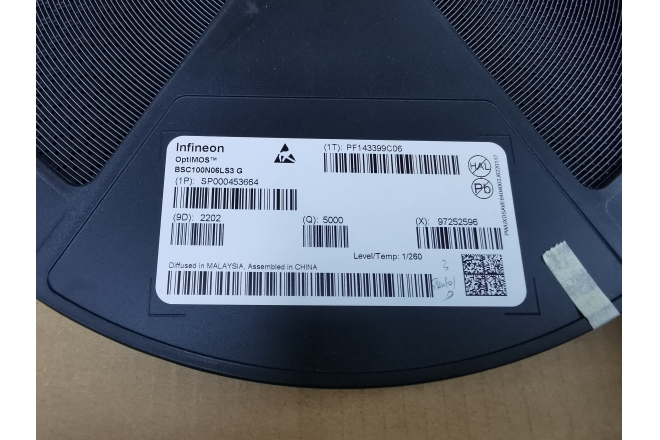 Infineon
OptiMOS™
BSC100N06LS3 G
(1P): SP000453664
(1T): PF143399C06
HAL
Pb
(9D): 2202
(Q): 5000
(X): 97252596
Level/Temp: 1/260
Diffused in MALAYSIA, Assembled in CHINA